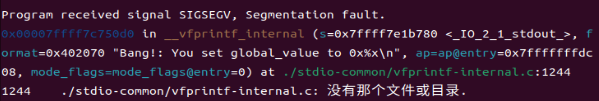 Program received signal SIGSEGV, Segmentation fault.
0x00007ffff7c750d0 in __vfprintf_internal (s=0x7ffff7e1b780 <_IO_2_1_stdout_>, f
ormat=0x402070 "Bang!: You set global_value to 0x%x\n", ap=ap@entry=0x7fffffffdc
08, mode_flags=mode_flags@entry=0) at ./stdio-common/vfprintf-internal.c:1244
1244    ./stdio-common/vfprintf-internal.c: 没有那个文件或目录.